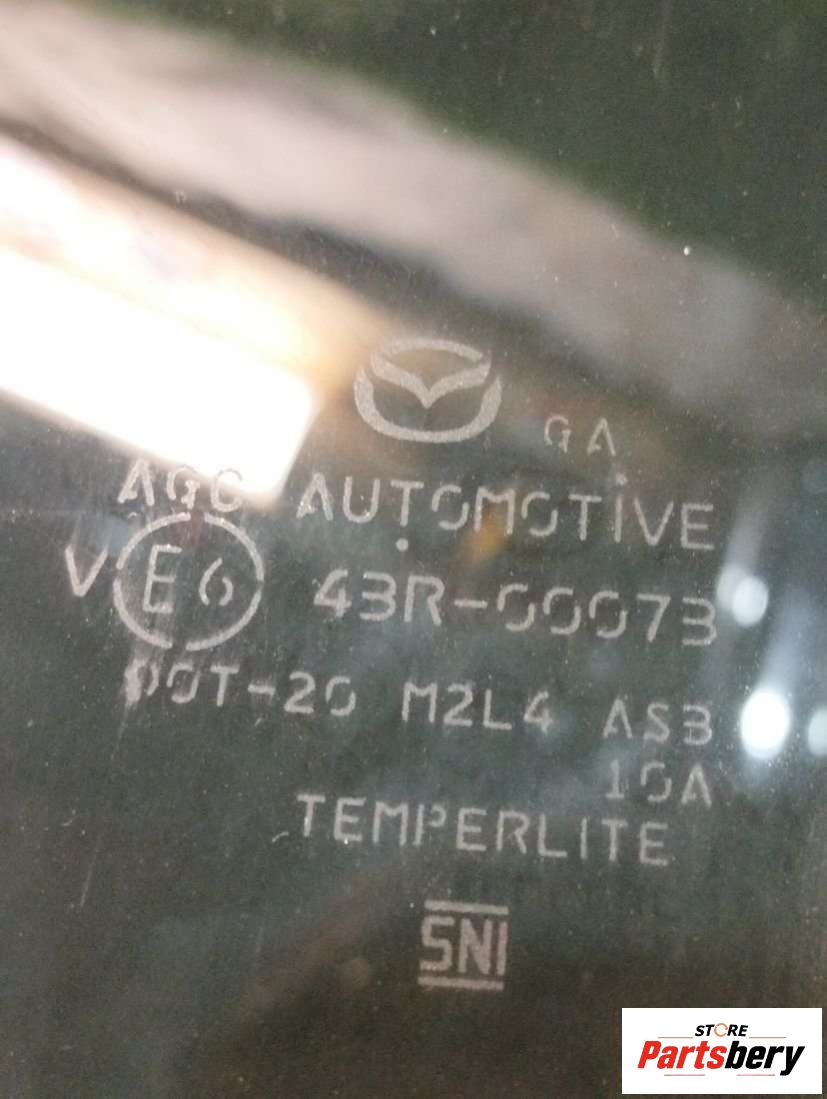 GA
AGC AUTOMOTIVE
V E6 43R-00073
DOT-20 M2L4 AS3
10A
TEMPERLITE
SNI
STORE
Partsbery